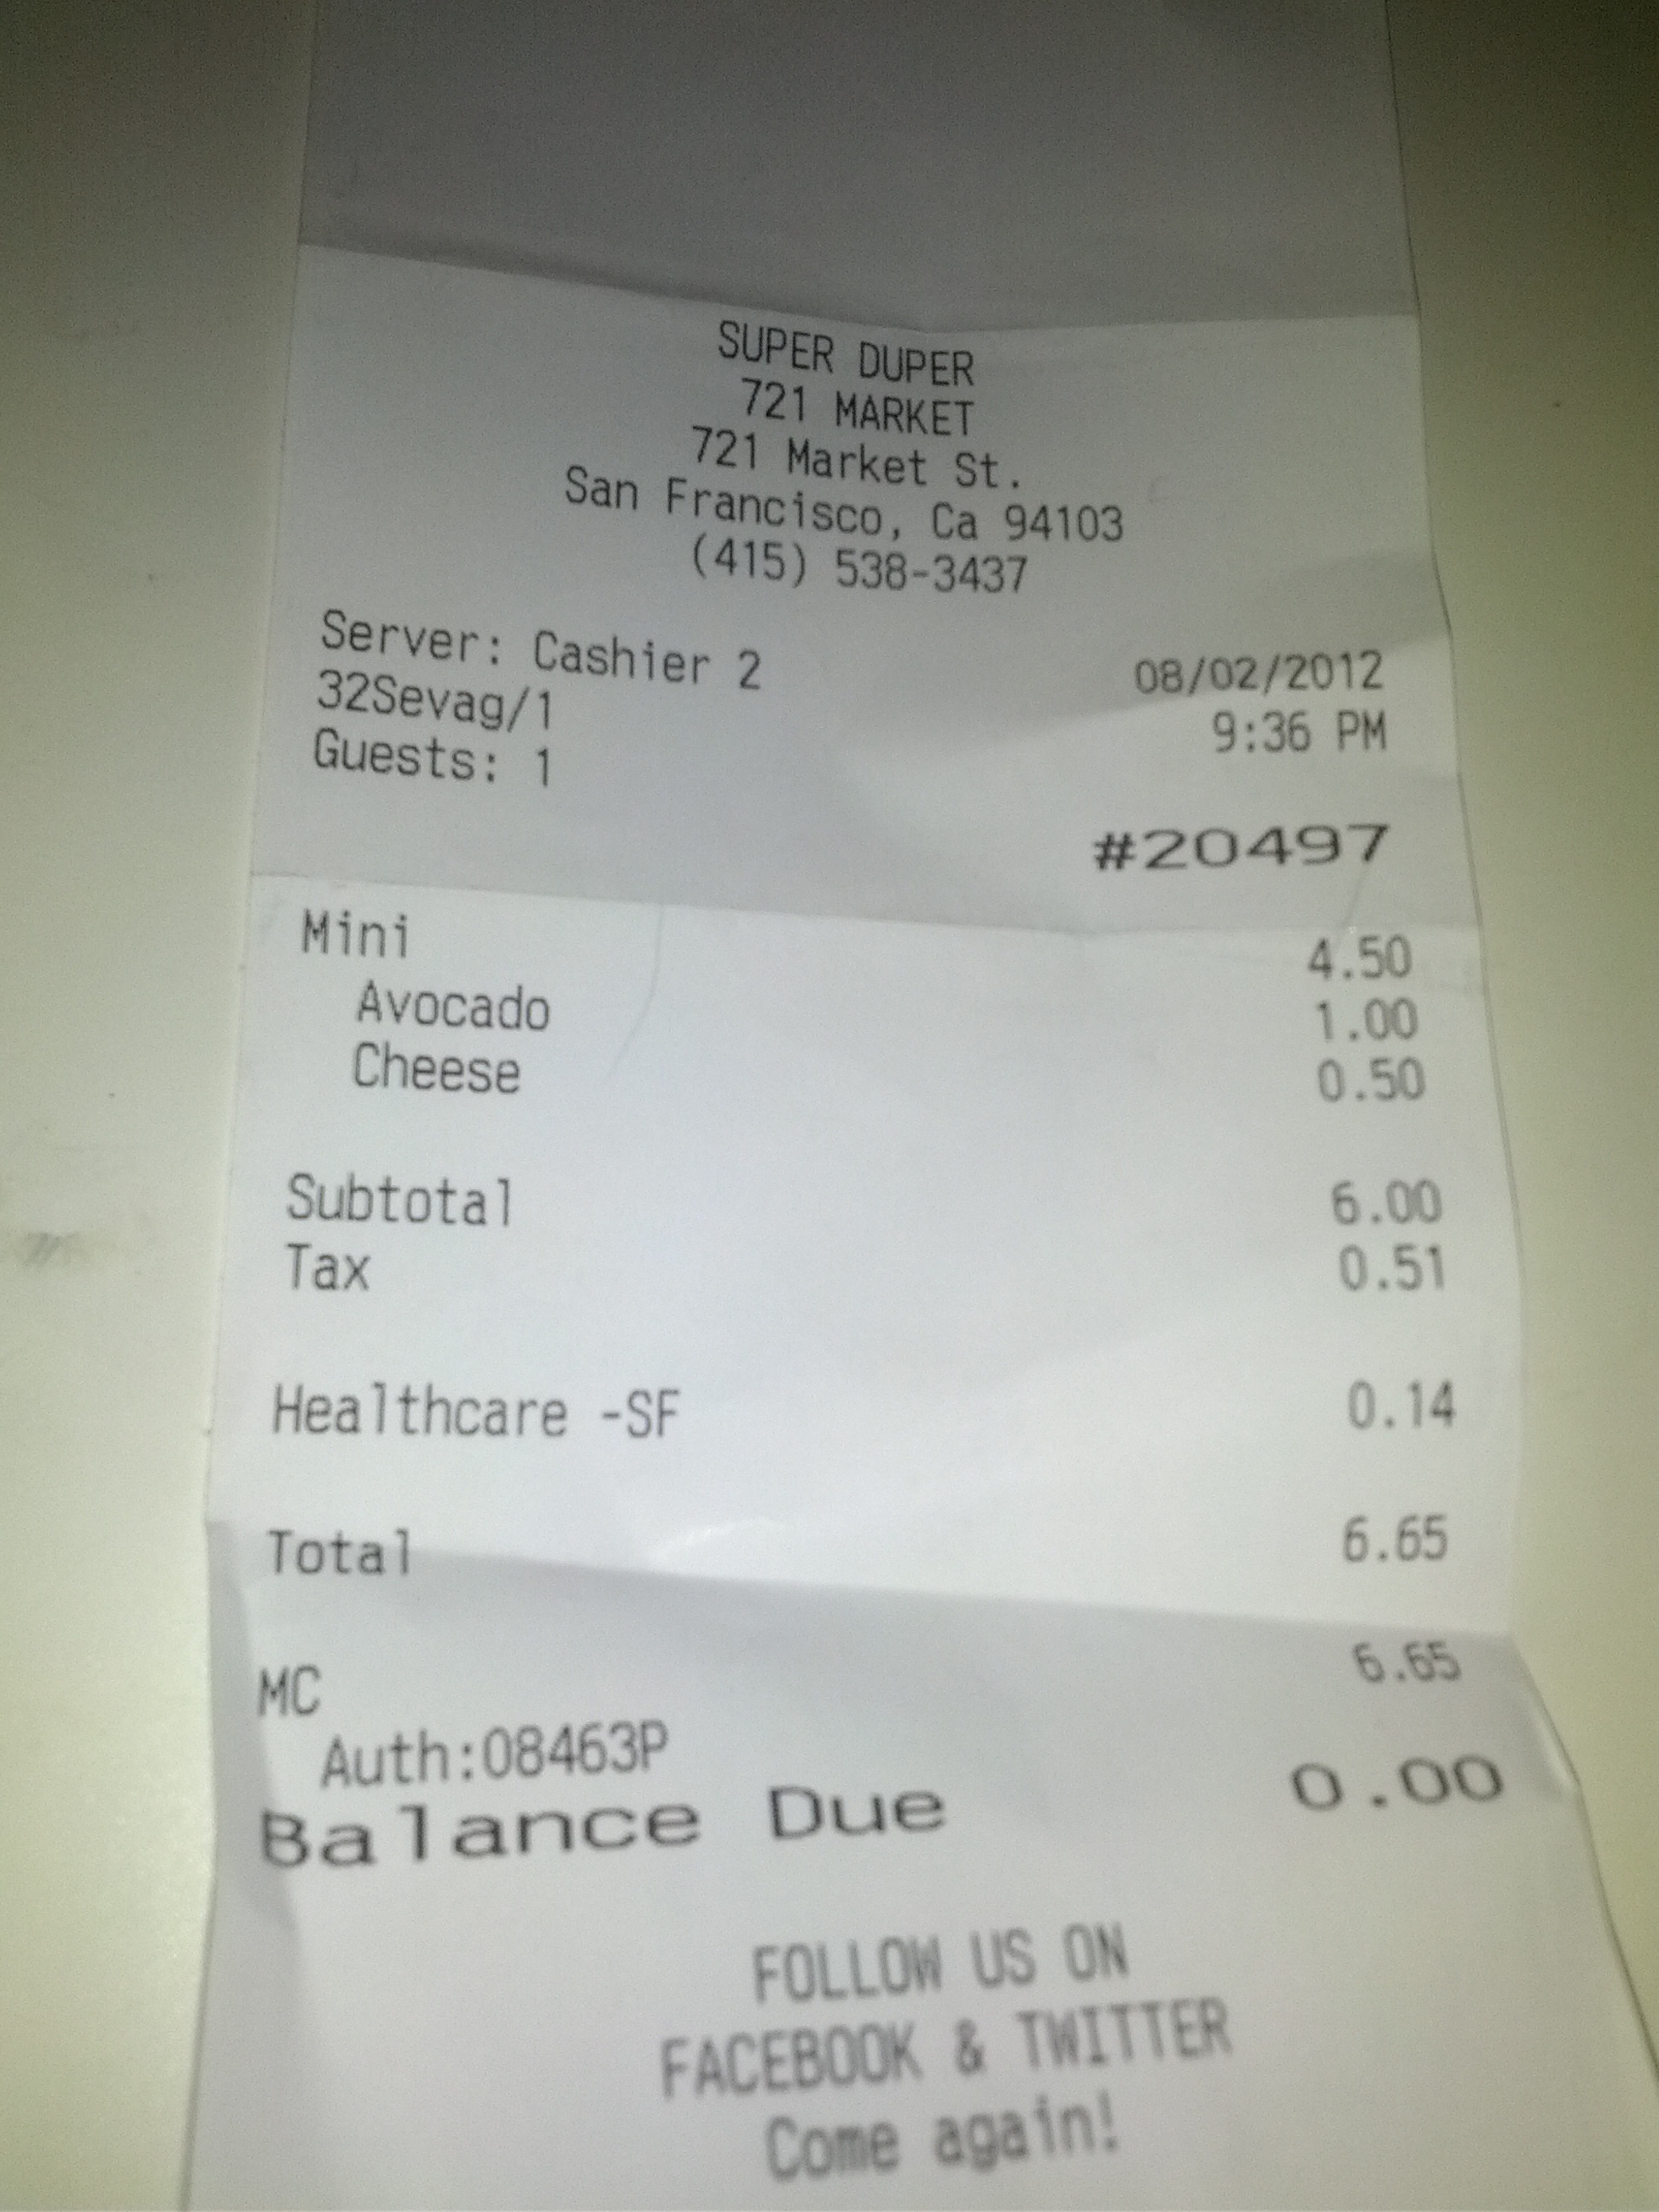 SUPER DUPER
721 MARKET
721 Market St.
San Francisco, Ca 94103
(415) 538-3437
Server: Cashier 2 08/02/2012
32Sevag/1 9:36 PM
Guests: 1
#20497
Mini 4.50
Avocado 1.00
Cheese 0.50
Subtotal 6.00
Tax 0.51
Healthcare -SF 0.14
Total 6.65
MC 6.65
Auth:08463P
Balance Due 0.00
FOLLOW US ON
FACEBOOK & TWITTER
Come again!